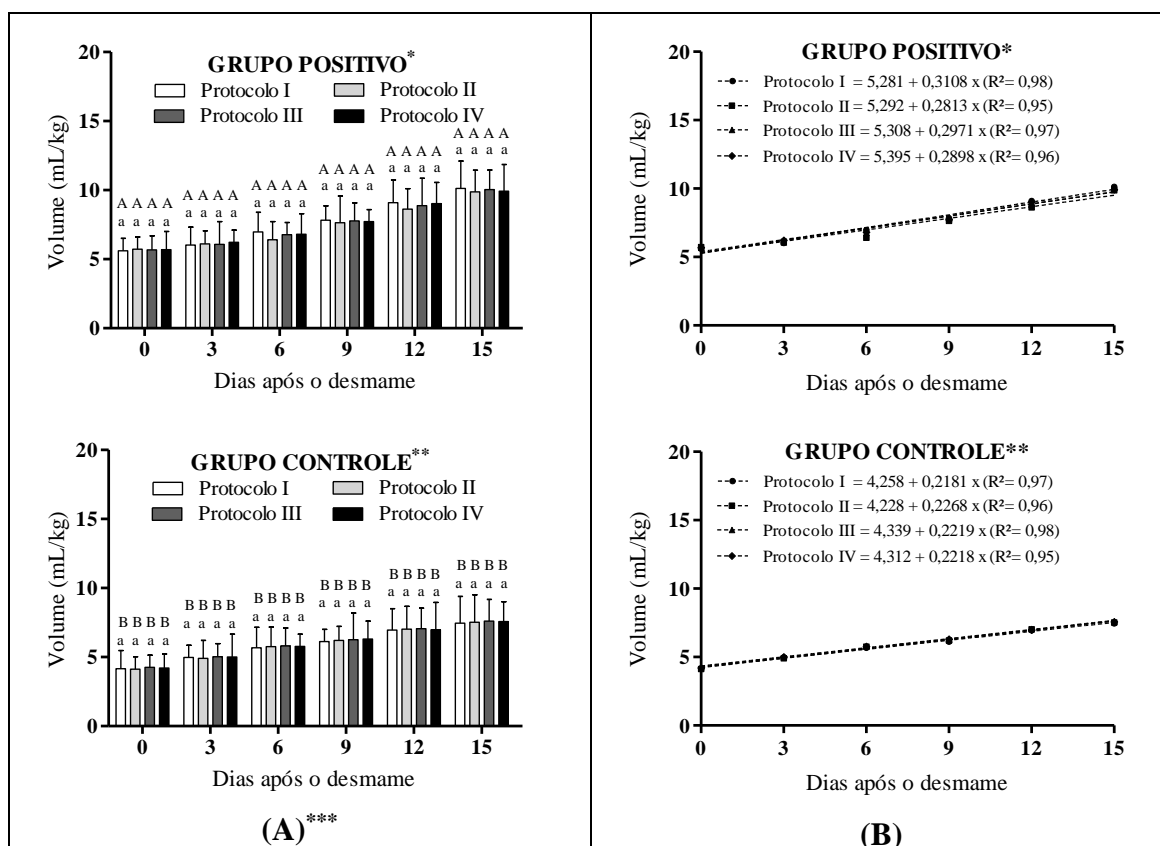 GRUPO POSITIVO*
Protocolo I Protocolo II
Protocolo III Protocolo IV
20
15
10
5
0
Volume (mL/kg)
A A A A A A A A A A A A A A A A A A A A A A A A
a a a a a a a a a a a a a a a a a a a a a a a a
0 3 6 9 12 15
Dias após o desmame
GRUPO CONTROLE**
Protocolo I Protocolo II
Protocolo III Protocolo IV
20
15
10
5
0
Volume (mL/kg)
B B B B B B B B B B B B B B B B B B B B B B B B
a a a a a a a a a a a a a a a a a a a a a a a a
0 3 6 9 12 15
Dias após o desmame
(A)***
GRUPO POSITIVO*
Protocolo I = 5,281 + 0,3108 x (R²= 0,98)
Protocolo II = 5,292 + 0,2813 x (R²= 0,95)
Protocolo III = 5,308 + 0,2971 x (R²= 0,97)
Protocolo IV = 5,395 + 0,2898 x (R²= 0,96)
20
15
10
5
0
Volume (mL/kg)
0 3 6 9 12 15
Dias após o desmame
GRUPO CONTROLE**
Protocolo I = 4,258 + 0,2181 x (R²= 0,97)
Protocolo II = 4,228 + 0,2268 x (R²= 0,96)
Protocolo III = 4,339 + 0,2219 x (R²= 0,98)
Protocolo IV = 4,312 + 0,2218 x (R²= 0,95)
20
15
10
5
0
Volume (mL/kg)
0 3 6 9 12 15
Dias após o desmame
(B)